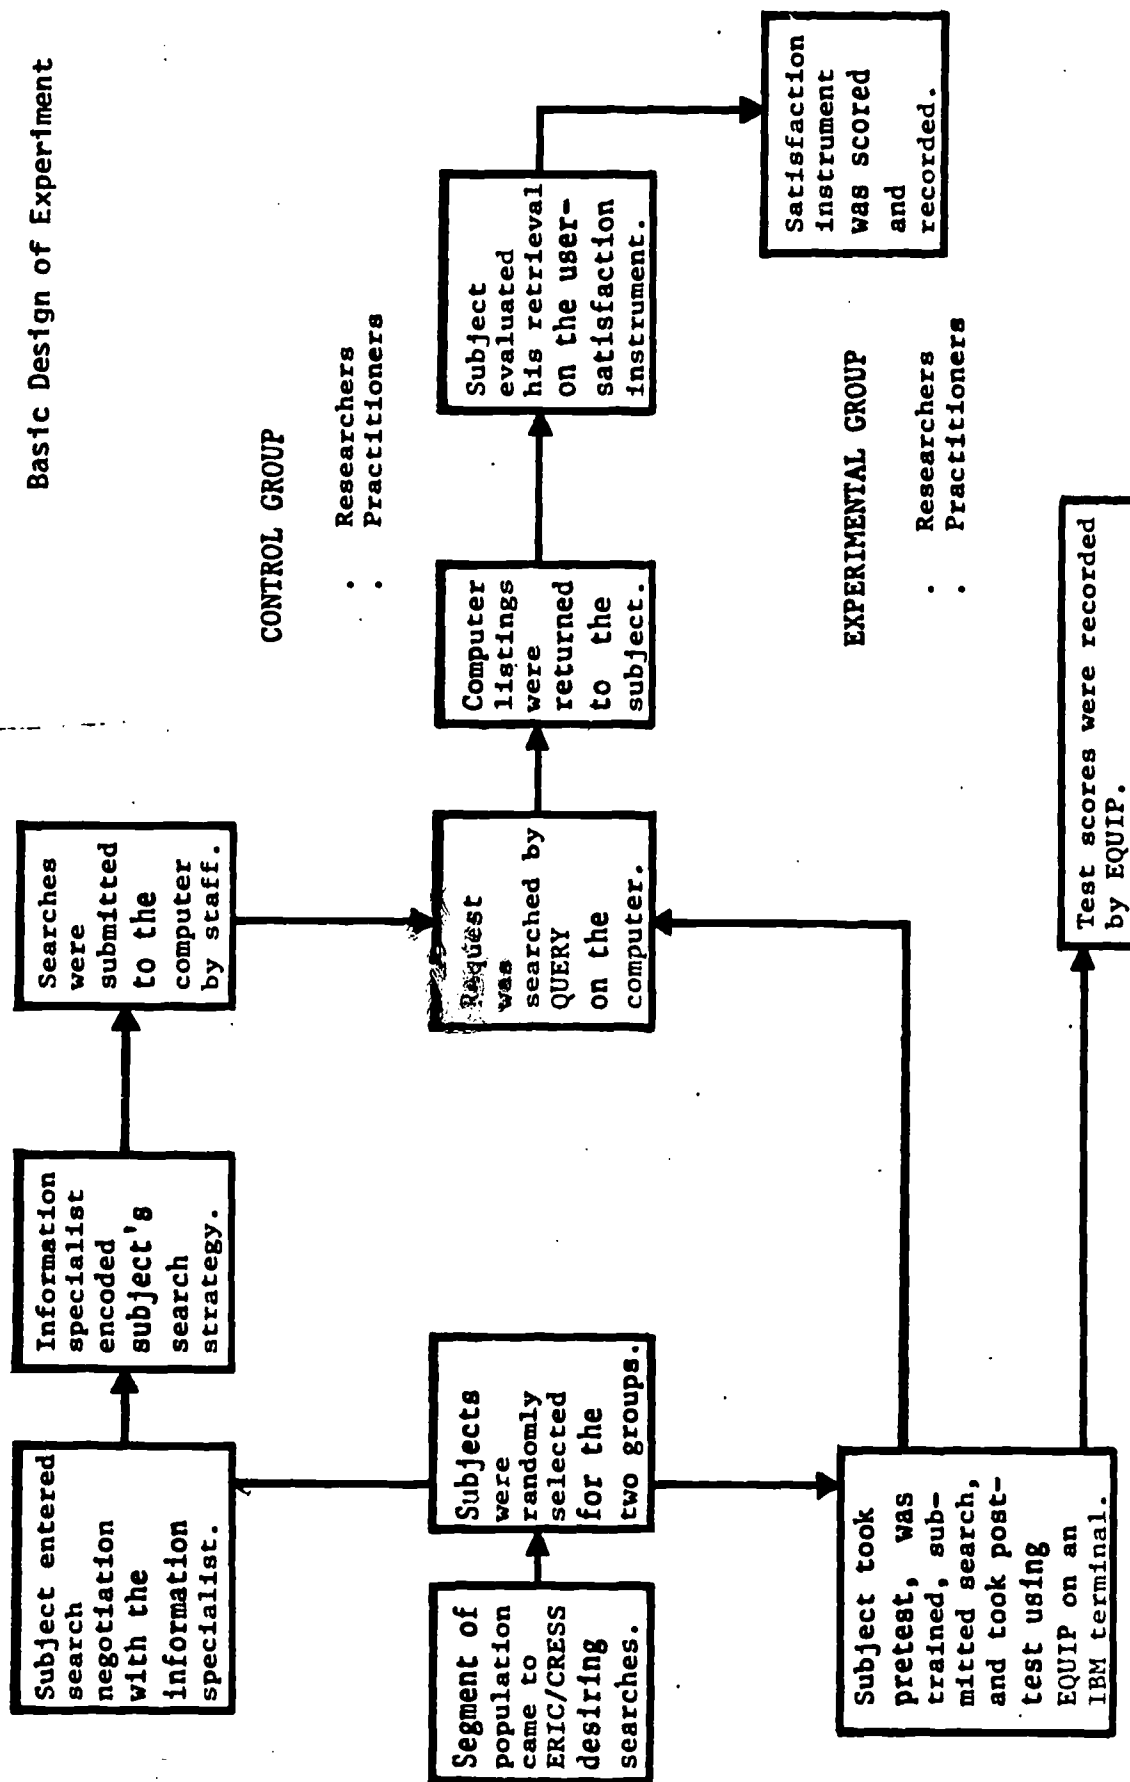 Basic Design of Experiment
Subject entered
search
negotiation
with the
information
specialist.
Information
specialist
encoded
subject's
search
strategy.
Searches
were
submitted
to the
computer
by staff.
CONTROL GROUP
. Researchers
. Practitioners
Segment of
population
came to
ERIC/CRESS
desiring
searches.
Subjects
were
randomly
selected
for the
two groups.
Request
was
searched by
QUERY
on the
computer.
Computer
listings
were
returned
to the
subject.
Subject
evaluated
his retrieval
on the user-
satisfaction
instrument.
Satisfaction
instrument
was scored
and
recorded.
EXPERIMENTAL GROUP
. Researchers
. Practitioners
Subject took
pretest, was
trained, sub-
mitted search,
and took post-
test using
EQUIP on an
IBM terminal.
Test scores were recorded
by EQUIP.